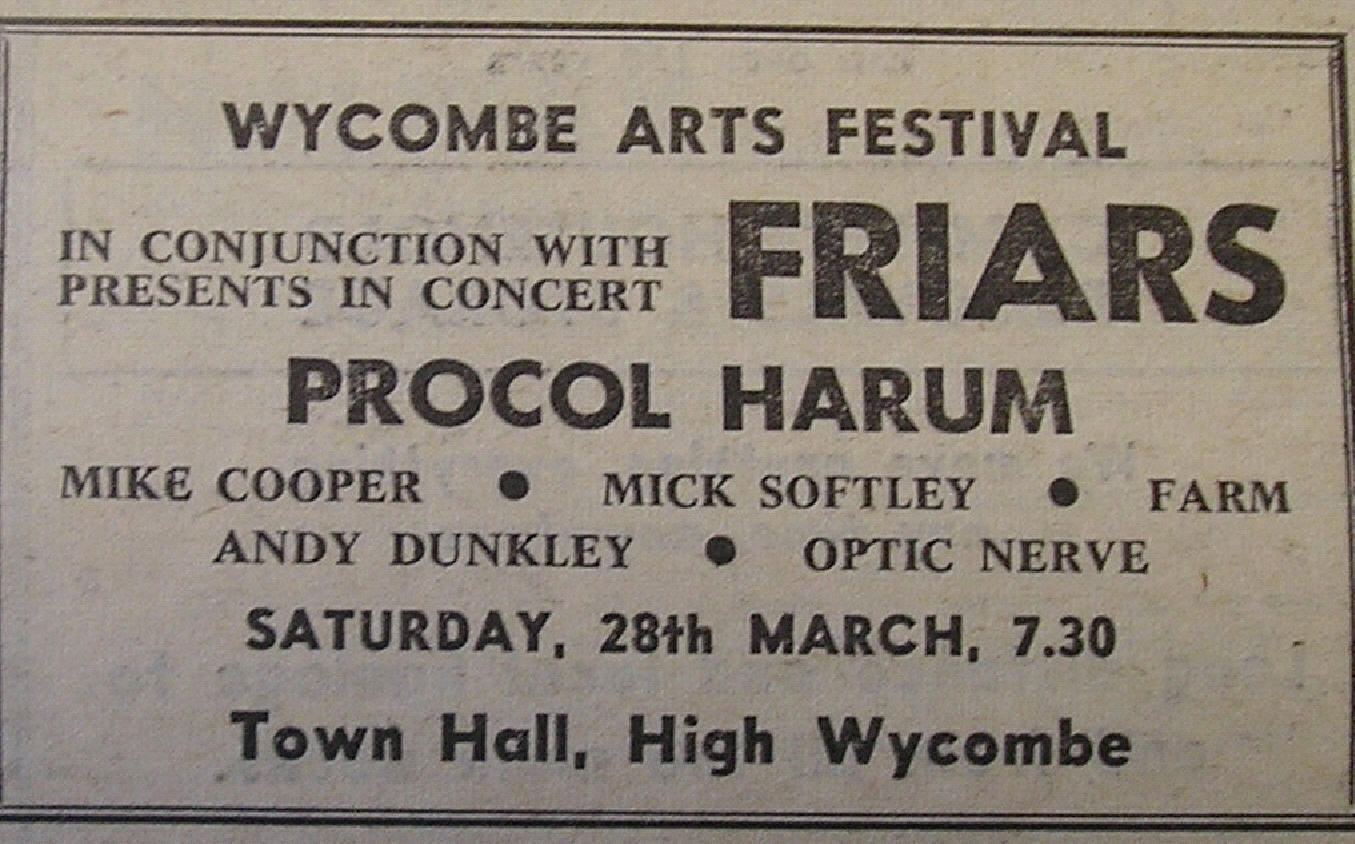 WYCOMBE ARTS FESTIVAL
IN CONJUNCTION WITH FRIARS
PRESENTS IN CONCERT
PROCOL HARUM
MIKE COOPER ● MICK SOFTLEY ● FARM
ANDY DUNKLEY ● OPTIC NERVE
SATURDAY, 28th MARCH, 7.30
Town Hall, High Wycombe